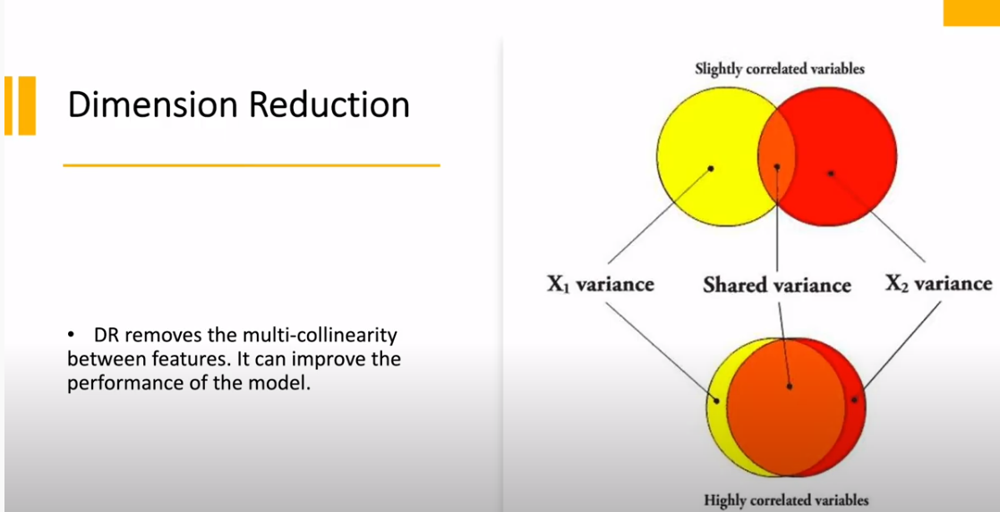 Dimension Reduction
• DR removes the multi-collinearity
between features. It can improve the
performance of the model.
Slightly correlated variables
X₁ variance
Shared variance
X₂ variance
Highly correlated variables